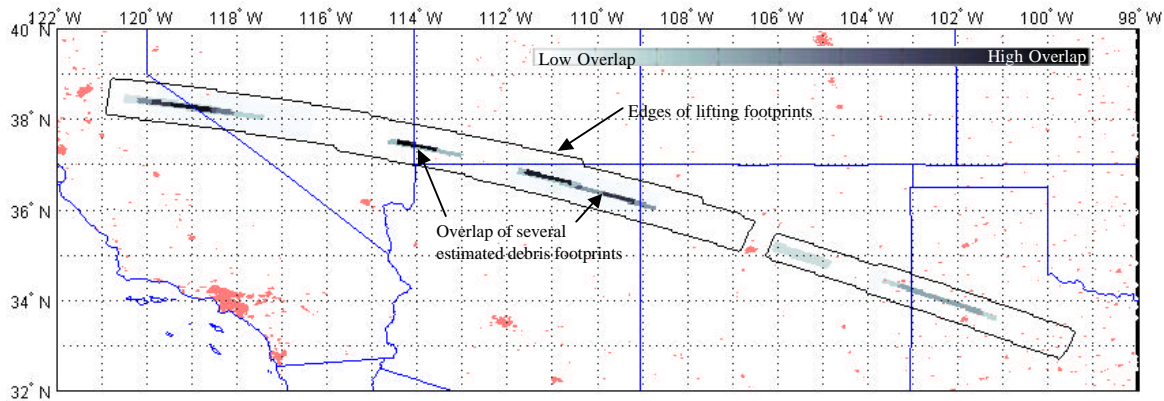 122° W 120° W 118° W 116° W 114° W 112° W 110° W 108° W 106° W 104° W 102° W 100° W 98° W
40° N
Low Overlap High Overlap
38° N
Edges of lifting footprints
36° N
Overlap of several
estimated debris footprints
34° N
32° N